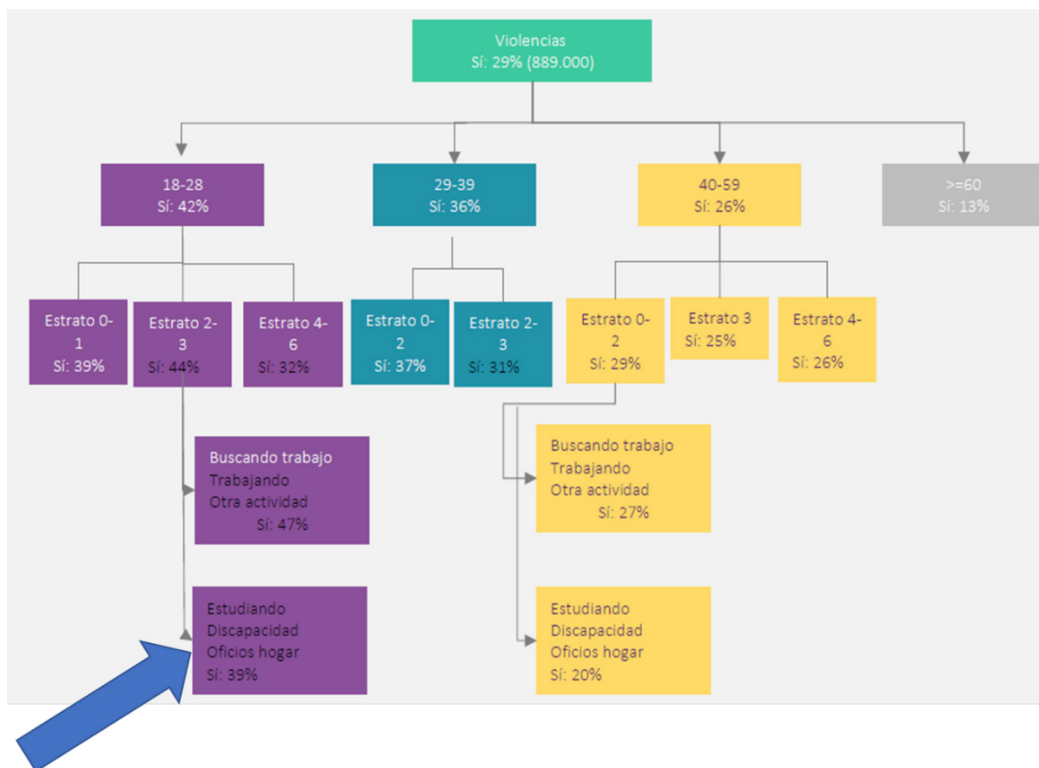 Violencias
Sí: 29% (889.000)
18-28
Sí: 42%
29-39
Sí: 36%
40-59
Sí: 26%
>=60
Sí: 13%
Estrato 0-
1
Sí: 39%
Estrato 2-
3
Sí: 44%
Estrato 4-
6
Sí: 32%
Estrato 0-
2
Sí: 37%
Estrato 2-
3
Sí: 31%
Estrato 0-
2
Sí: 29%
Estrato 3
Sí: 25%
Estrato 4-
6
Sí: 26%
Buscando trabajo
Trabajando
Otra actividad
Sí: 47%
Buscando trabajo
Trabajando
Otra actividad
Sí: 27%
Estudiando
Discapacidad
Oficios hogar
Sí: 39%
Estudiando
Discapacidad
Oficios hogar
Sí: 20%